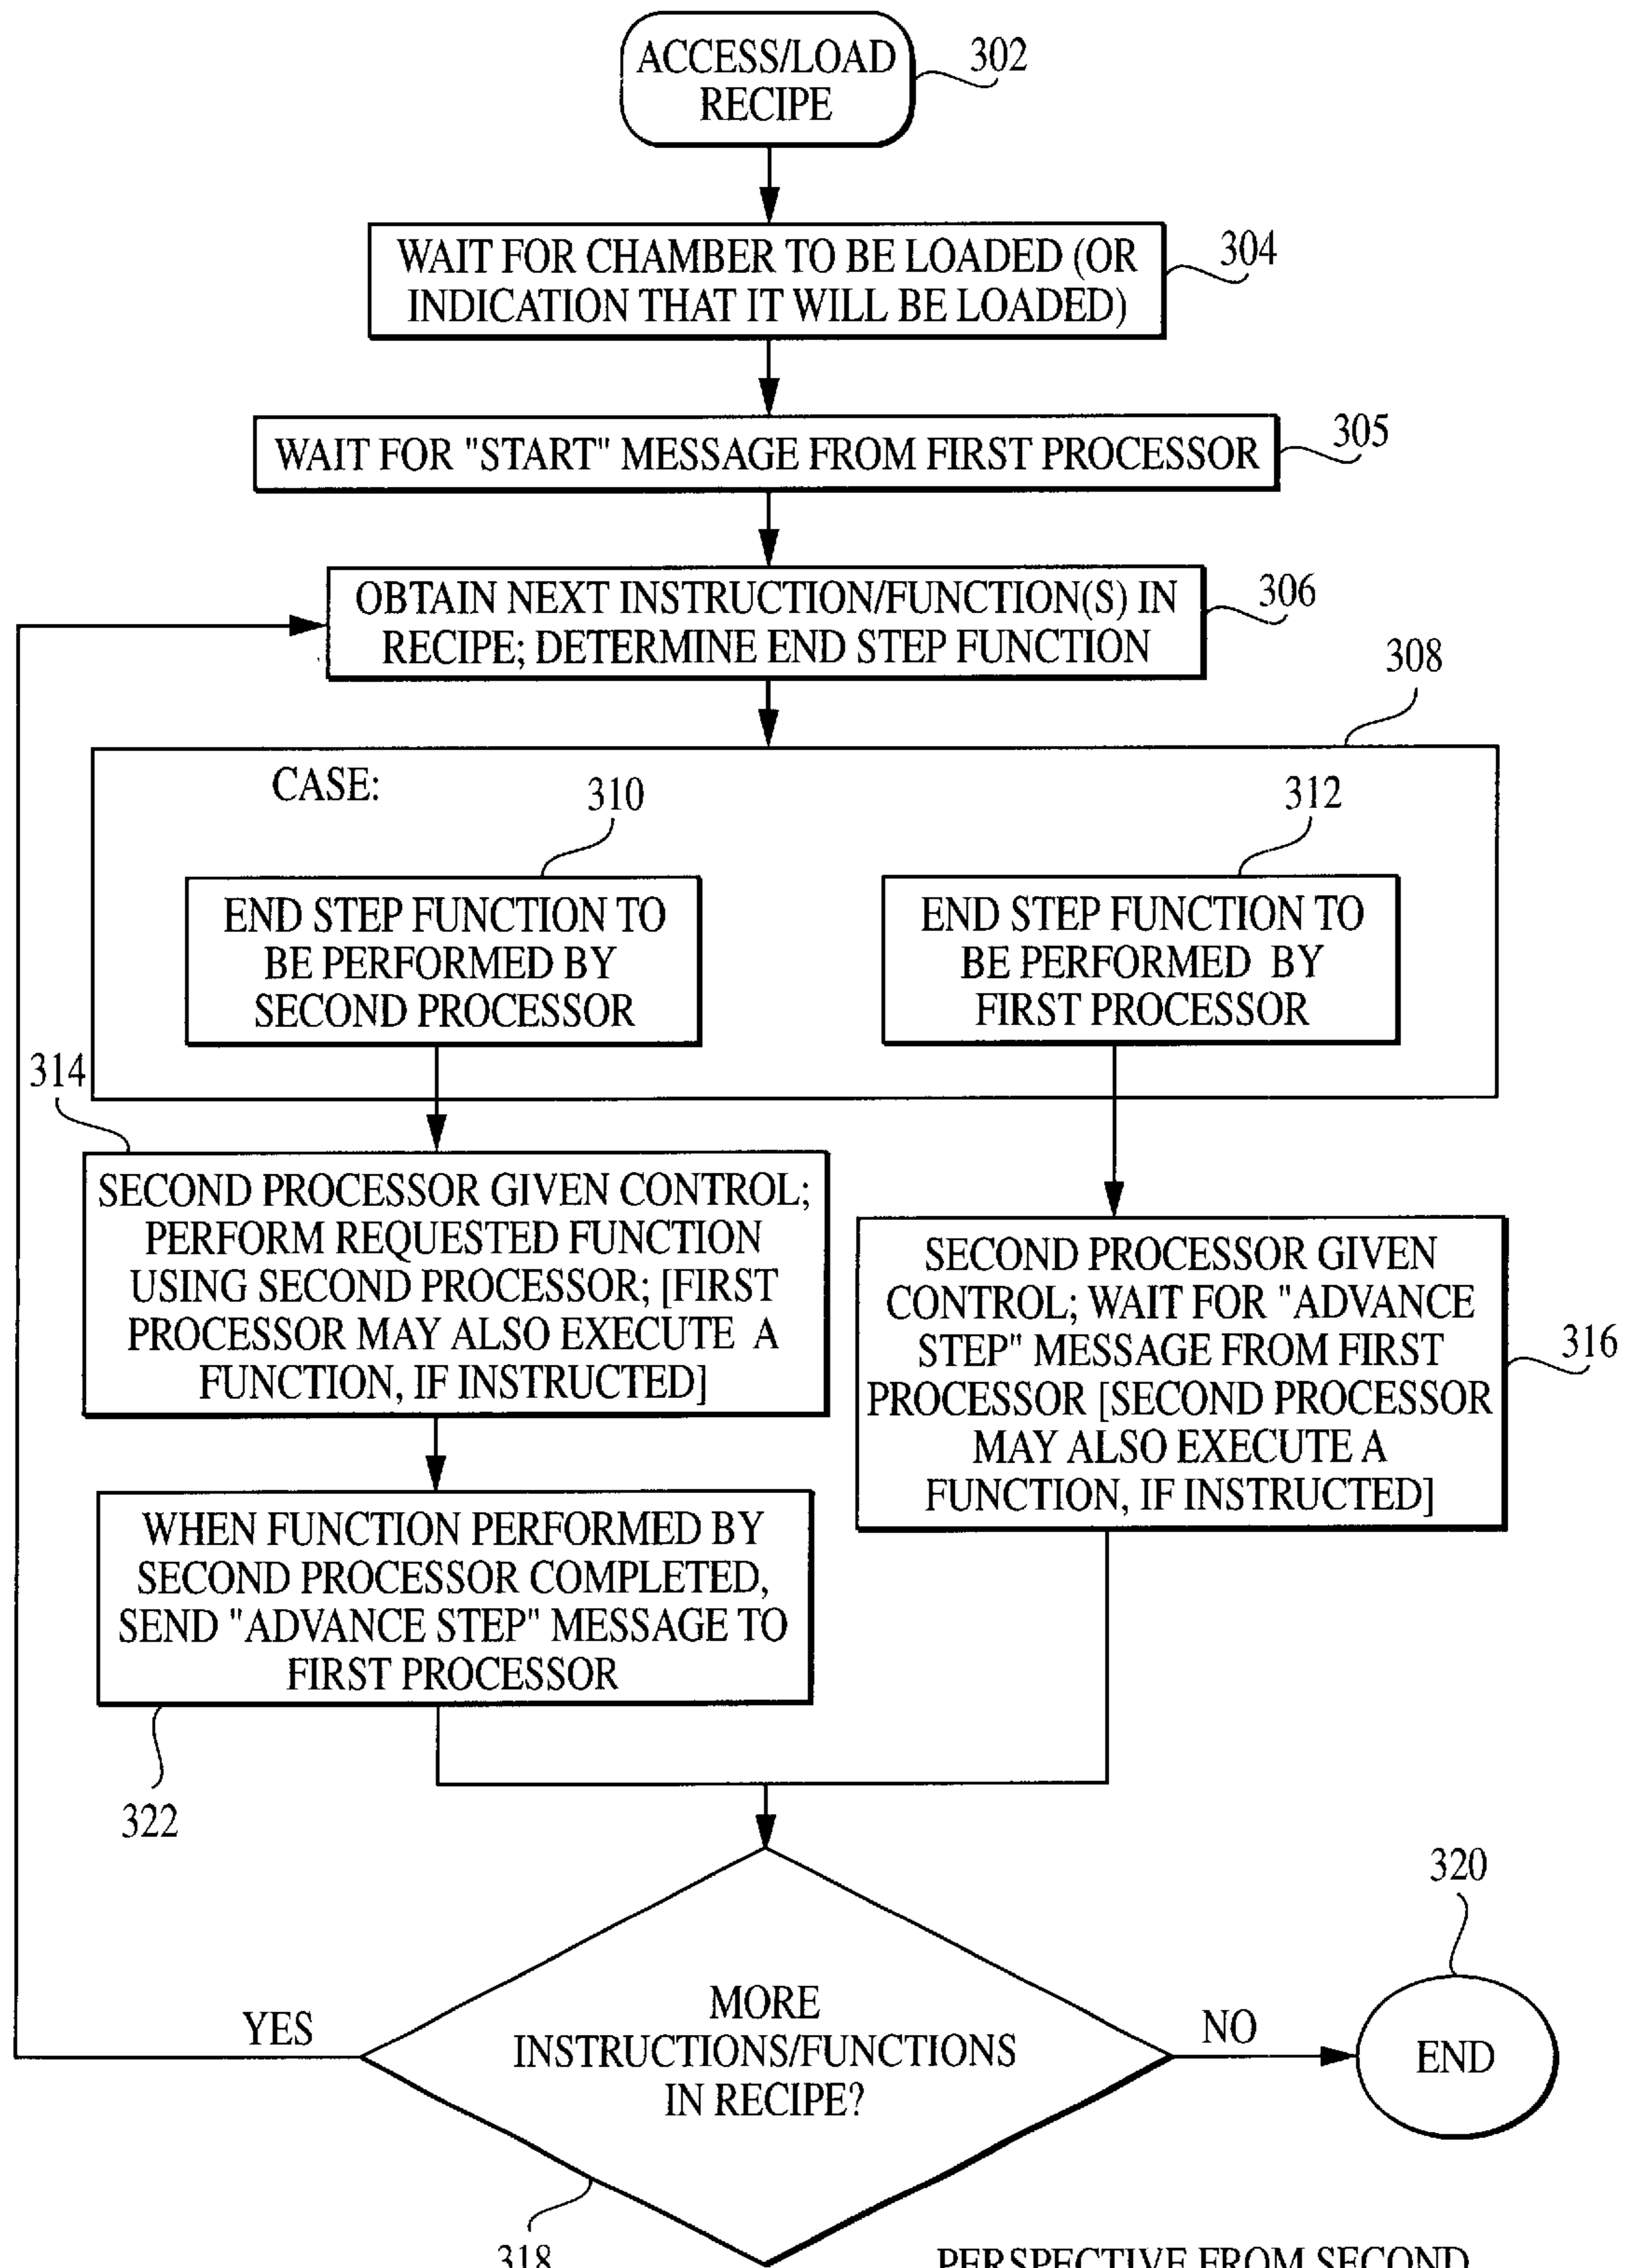 ACCESS/LOAD
RECIPE
302
WAIT FOR CHAMBER TO BE LOADED (OR
INDICATION THAT IT WILL BE LOADED)
304
WAIT FOR "START" MESSAGE FROM FIRST PROCESSOR
305
OBTAIN NEXT INSTRUCTION/FUNCTION(S) IN
RECIPE; DETERMINE END STEP FUNCTION
306
308
CASE:
310
312
END STEP FUNCTION TO
BE PERFORMED BY
SECOND PROCESSOR
END STEP FUNCTION TO
BE PERFORMED BY
FIRST PROCESSOR
314
SECOND PROCESSOR GIVEN CONTROL;
PERFORM REQUESTED FUNCTION
USING SECOND PROCESSOR; [FIRST
PROCESSOR MAY ALSO EXECUTE A
FUNCTION, IF INSTRUCTED]
SECOND PROCESSOR GIVEN
CONTROL; WAIT FOR "ADVANCE
STEP" MESSAGE FROM FIRST
PROCESSOR [SECOND PROCESSOR
MAY ALSO EXECUTE A
FUNCTION, IF INSTRUCTED]
316
WHEN FUNCTION PERFORMED BY
SECOND PROCESSOR COMPLETED,
SEND "ADVANCE STEP" MESSAGE TO
FIRST PROCESSOR
322
MORE
INSTRUCTIONS/FUNCTIONS
IN RECIPE?
YES
NO
320
END
318
PERSPECTIVE FROM SECOND